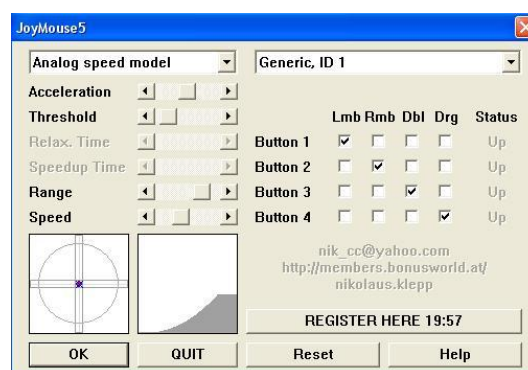 JoyMouse5
Analog speed model
Generic, ID 1
Acceleration
Threshold
Relax. Time
Speedup Time
Range
Speed
Lmb Rmb Dbl Drg Status
Button 1 Up
Button 2 Up
Button 3 Up
Button 4 Up
nik_cc@yahoo.com
http://members.bonusworld.at/
nikolaus.klepp
REGISTER HERE 19:57
OK QUIT Reset Help